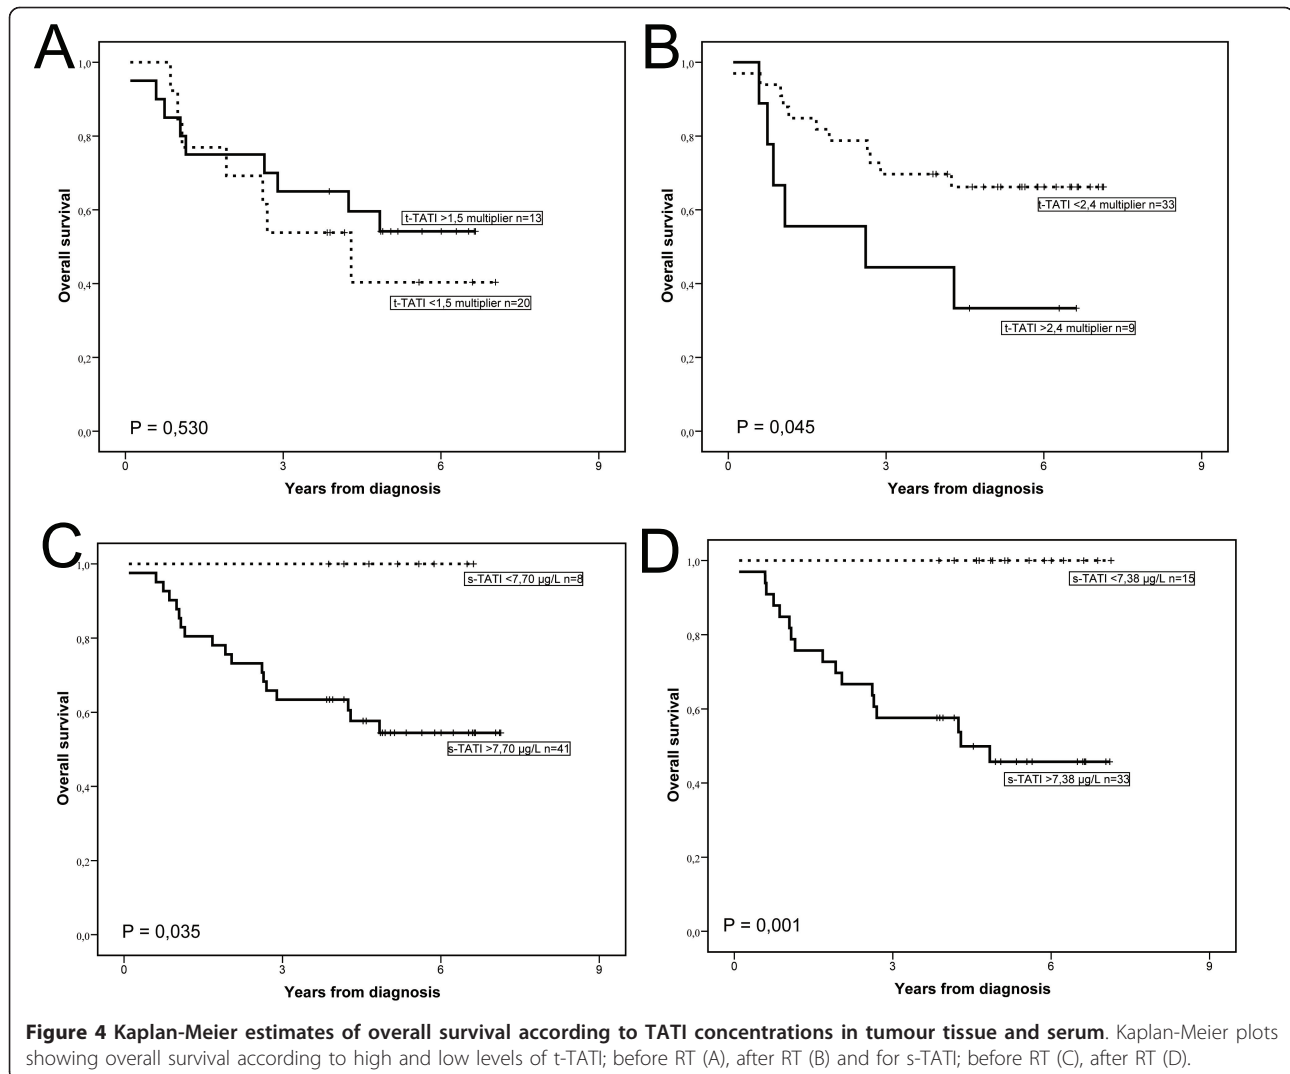 A
Overall survival
1,0
0,8
0,6
0,4
0,2
0,0
t-TATI >1,5 multiplier n=13
t-TATI <1,5 multiplier n=20
P = 0,530
0 3 6 9
Years from diagnosis
B
Overall survival
1,0
0,8
0,6
0,4
0,2
0,0
t-TATI <2,4 multiplier n=33
t-TATI >2,4 multiplier n=9
P = 0,045
0 3 6 9
Years from diagnosis
C
Overall survival
1,0
0,8
0,6
0,4
0,2
0,0
s-TATI <7,70 µg/L n=8
s-TATI >7,70 µg/L n=41
P = 0,035
0 3 6 9
Years from diagnosis
D
Overall survival
1,0
0,8
0,6
0,4
0,2
0,0
s-TATI <7,38 µg/L n=15
s-TATI >7,38 µg/L n=33
P = 0,001
0 3 6 9
Years from diagnosis
Figure 4 Kaplan-Meier estimates of overall survival according to TATI concentrations in tumour tissue and serum. Kaplan-Meier plots
showing overall survival according to high and low levels of t-TATI; before RT (A), after RT (B) and for s-TATI; before RT (C), after RT (D).